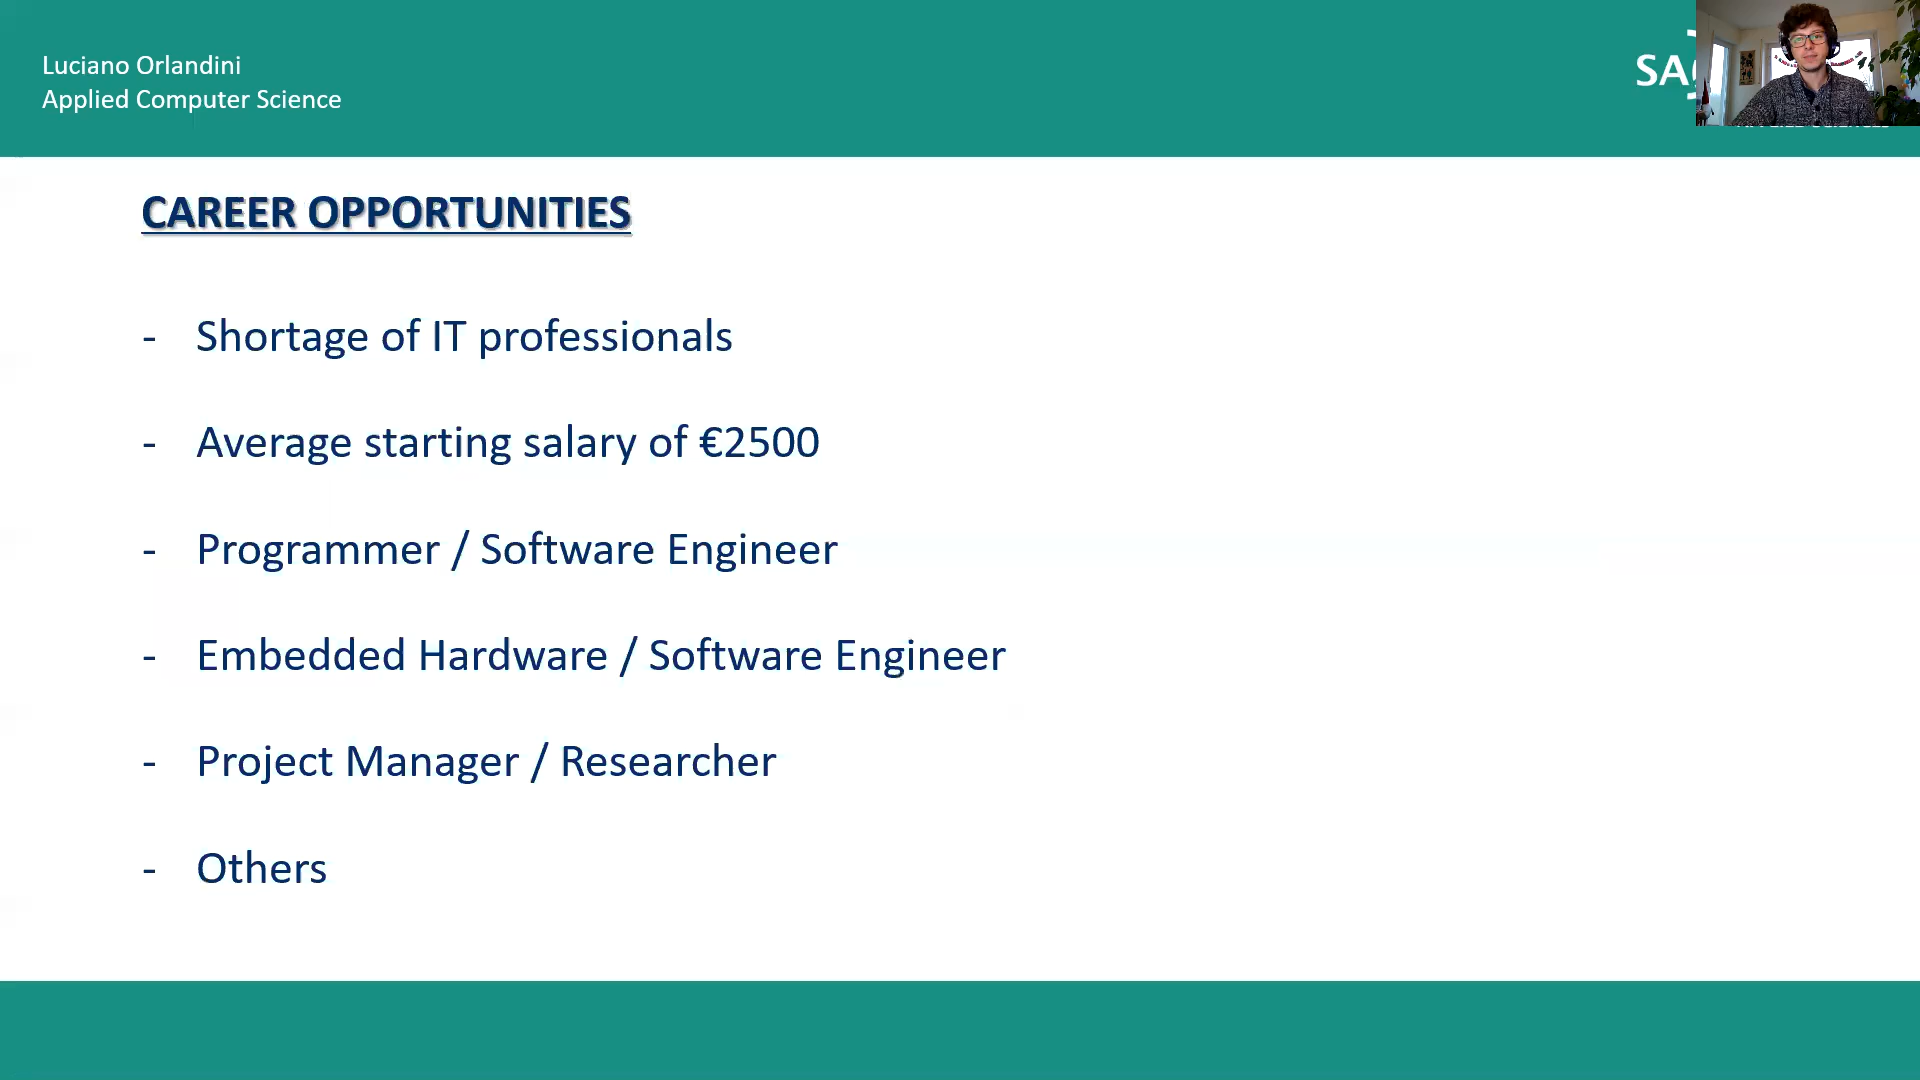 Luciano Orlandini
Applied Computer Science
CAREER OPPORTUNITIES
- Shortage of IT professionals
- Average starting salary of €2500
- Programmer / Software Engineer
- Embedded Hardware / Software Engineer
- Project Manager / Researcher
- Others